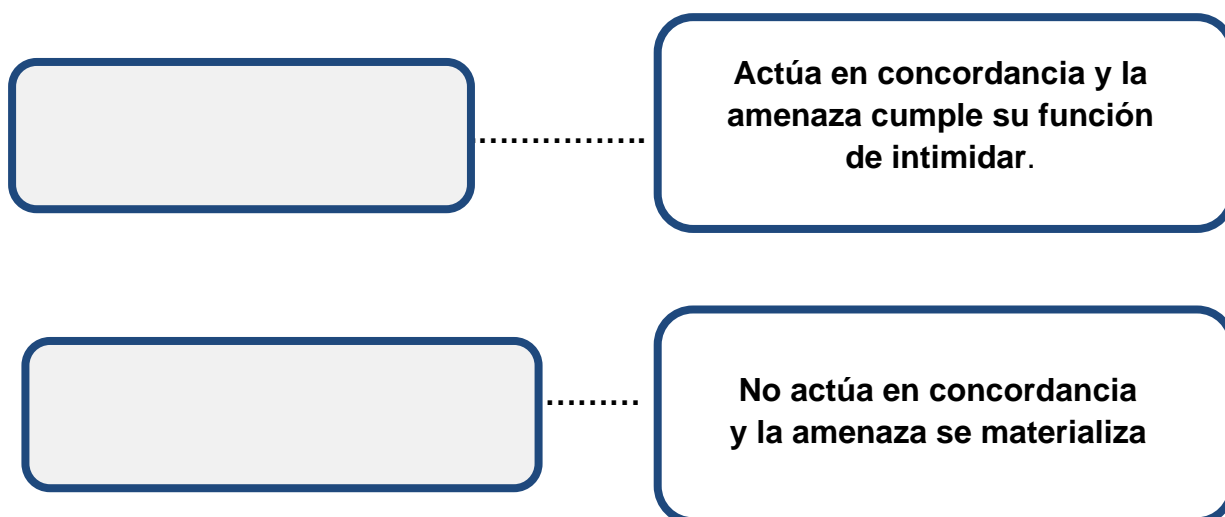 Actúa en concordancia y la
amenaza cumple su función
de intimidar.
No actúa en concordancia
y la amenaza se materializa